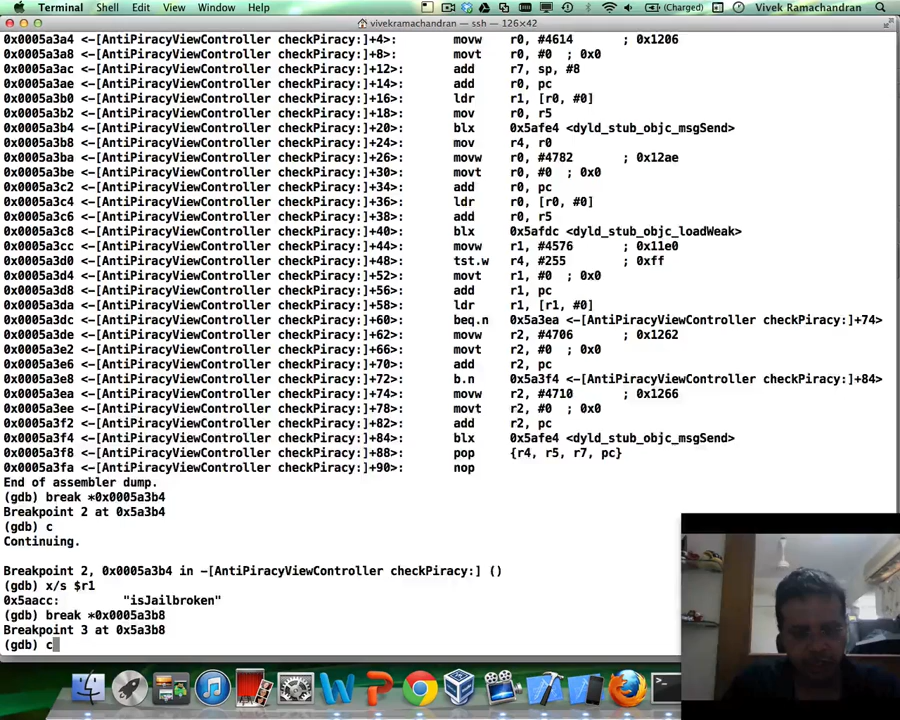 Terminal Shell Edit View Window Help (Charged) Vivek Ramachandran
vivekramachandran — ssh — 126×42
0x0005a3a4 <-[AntiPiracyViewController checkPiracy:]+4>: movw r0, #4614 ; 0x1206
0x0005a3a8 <-[AntiPiracyViewController checkPiracy:]+8>: movt r0, #0 ; 0x0
0x0005a3ac <-[AntiPiracyViewController checkPiracy:]+12>: add r7, sp, #8
0x0005a3ae <-[AntiPiracyViewController checkPiracy:]+14>: add r0, pc
0x0005a3b0 <-[AntiPiracyViewController checkPiracy:]+16>: ldr r1, [r0, #0]
0x0005a3b2 <-[AntiPiracyViewController checkPiracy:]+18>: mov r0, r5
0x0005a3b4 <-[AntiPiracyViewController checkPiracy:]+20>: blx 0x5afe4 <dyld_stub_objc_msgSend>
0x0005a3b8 <-[AntiPiracyViewController checkPiracy:]+24>: mov r4, r0
0x0005a3ba <-[AntiPiracyViewController checkPiracy:]+26>: movw r0, #4782 ; 0x12ae
0x0005a3be <-[AntiPiracyViewController checkPiracy:]+30>: movt r0, #0 ; 0x0
0x0005a3c2 <-[AntiPiracyViewController checkPiracy:]+34>: add r0, pc
0x0005a3c4 <-[AntiPiracyViewController checkPiracy:]+36>: ldr r0, [r0, #0]
0x0005a3c6 <-[AntiPiracyViewController checkPiracy:]+38>: add r0, r5
0x0005a3c8 <-[AntiPiracyViewController checkPiracy:]+40>: blx 0x5afdc <dyld_stub_objc_loadWeak>
0x0005a3cc <-[AntiPiracyViewController checkPiracy:]+44>: movw r1, #4576 ; 0x11e0
0x0005a3d0 <-[AntiPiracyViewController checkPiracy:]+48>: tst.w r4, #255 ; 0xff
0x0005a3d4 <-[AntiPiracyViewController checkPiracy:]+52>: movt r1, #0 ; 0x0
0x0005a3d8 <-[AntiPiracyViewController checkPiracy:]+56>: add r1, pc
0x0005a3da <-[AntiPiracyViewController checkPiracy:]+58>: ldr r1, [r1, #0]
0x0005a3dc <-[AntiPiracyViewController checkPiracy:]+60>: beq.n 0x5a3ea <-[AntiPiracyViewController checkPiracy:]+74>
0x0005a3de <-[AntiPiracyViewController checkPiracy:]+62>: movw r2, #4706 ; 0x1262
0x0005a3e2 <-[AntiPiracyViewController checkPiracy:]+66>: movt r2, #0 ; 0x0
0x0005a3e6 <-[AntiPiracyViewController checkPiracy:]+70>: add r2, pc
0x0005a3e8 <-[AntiPiracyViewController checkPiracy:]+72>: b.n 0x5a3f4 <-[AntiPiracyViewController checkPiracy:]+84>
0x0005a3ea <-[AntiPiracyViewController checkPiracy:]+74>: movw r2, #4710 ; 0x1266
0x0005a3ee <-[AntiPiracyViewController checkPiracy:]+78>: movt r2, #0 ; 0x0
0x0005a3f2 <-[AntiPiracyViewController checkPiracy:]+82>: add r2, pc
0x0005a3f4 <-[AntiPiracyViewController checkPiracy:]+84>: blx 0x5afe4 <dyld_stub_objc_msgSend>
0x0005a3f8 <-[AntiPiracyViewController checkPiracy:]+88>: pop {r4, r5, r7, pc}
0x0005a3fa <-[AntiPiracyViewController checkPiracy:]+90>: nop
End of assembler dump.
(gdb) break *0x0005a3b4
Breakpoint 2 at 0x5a3b4
(gdb) c
Continuing.
Breakpoint 2, 0x0005a3b4 in -[AntiPiracyViewController checkPiracy:] ()
(gdb) x/s $r1
0x5aacc: "isJailbroken"
(gdb) break *0x0005a3b8
Breakpoint 3 at 0x5a3b8
(gdb) c